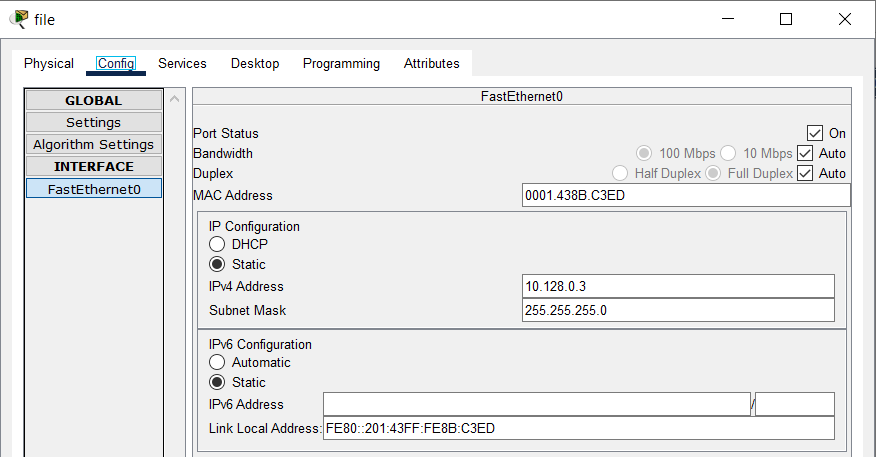 file
Physical Config Services Desktop Programming Attributes
GLOBAL
Settings
Algorithm Settings
INTERFACE
FastEthernet0
FastEthernet0
Port Status On
Bandwidth 100 Mbps 10 Mbps Auto
Duplex Half Duplex Full Duplex Auto
MAC Address 0001.438B.C3ED
IP Configuration
DHCP
Static
IPv4 Address 10.128.0.3
Subnet Mask 255.255.255.0
IPv6 Configuration
Automatic
Static
IPv6 Address /
Link Local Address: FE80::201:43FF:FE8B:C3ED